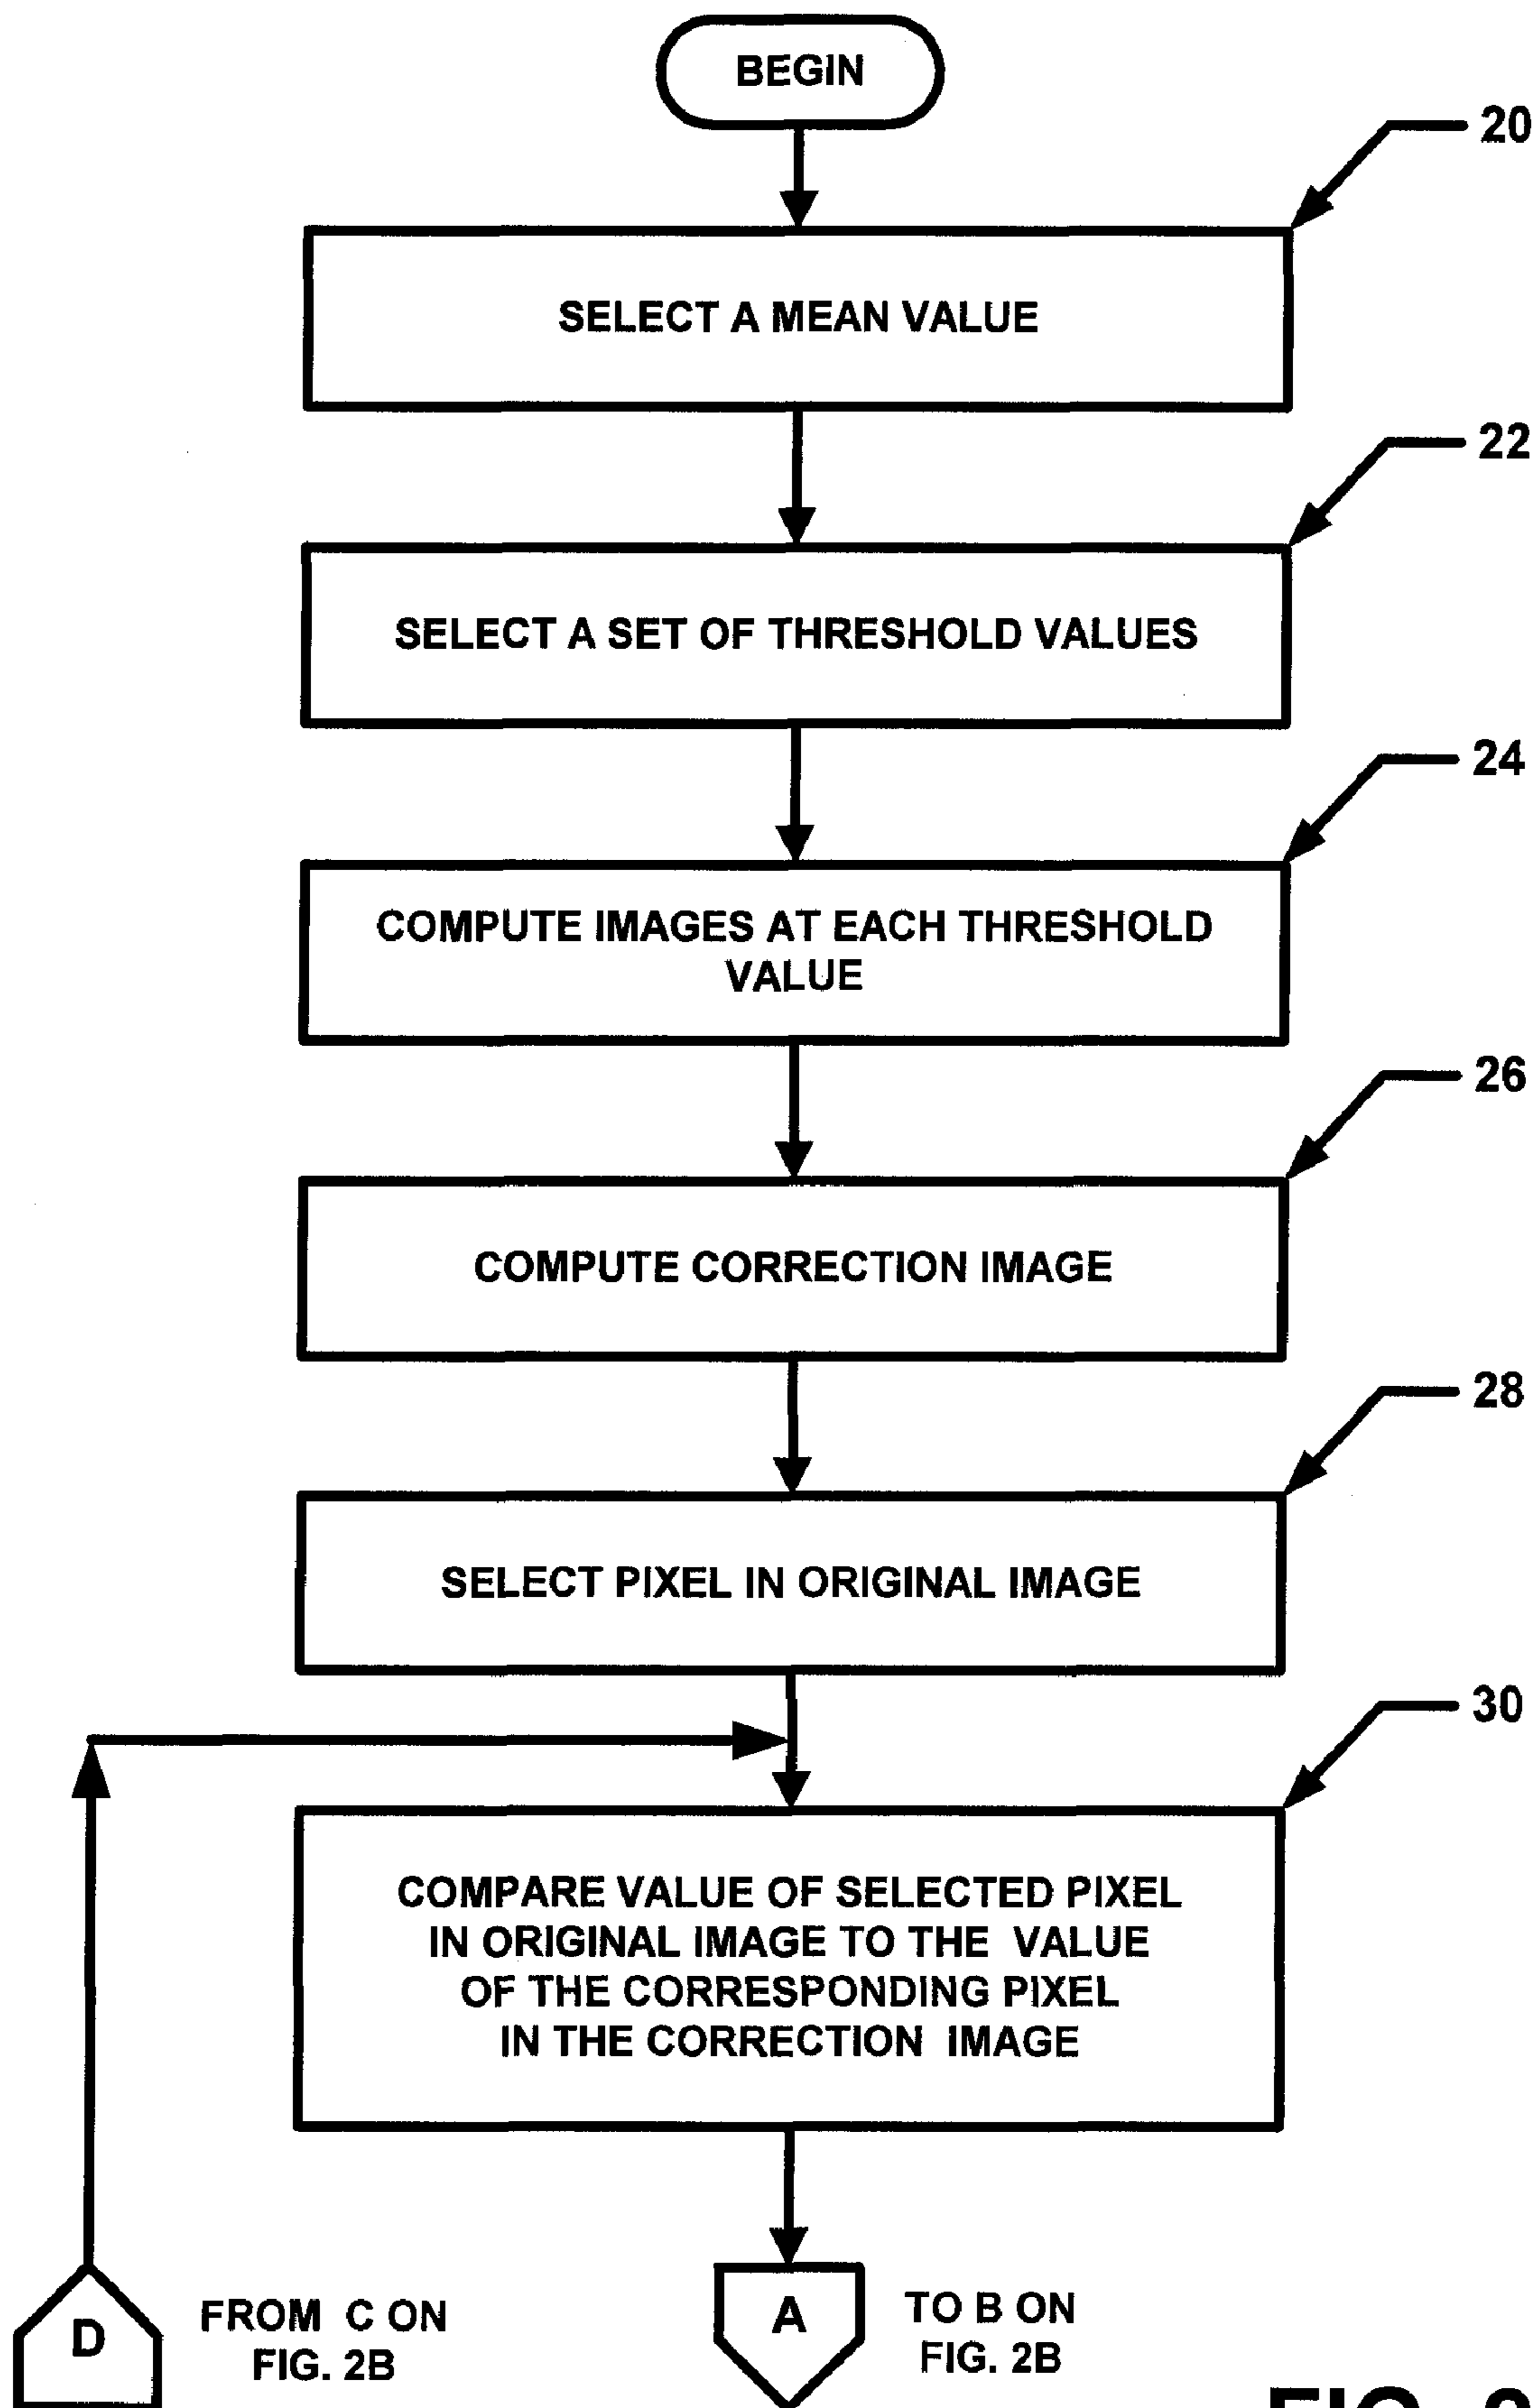 BEGIN
20
SELECT A MEAN VALUE
22
SELECT A SET OF THRESHOLD VALUES
24
COMPUTE IMAGES AT EACH THRESHOLD
VALUE
26
COMPUTE CORRECTION IMAGE
28
SELECT PIXEL IN ORIGINAL IMAGE
30
COMPARE VALUE OF SELECTED PIXEL
IN ORIGINAL IMAGE TO THE VALUE
OF THE CORRESPONDING PIXEL
IN THE CORRECTION IMAGE
D
FROM C ON
FIG. 2B
A
TO B ON
FIG. 2B